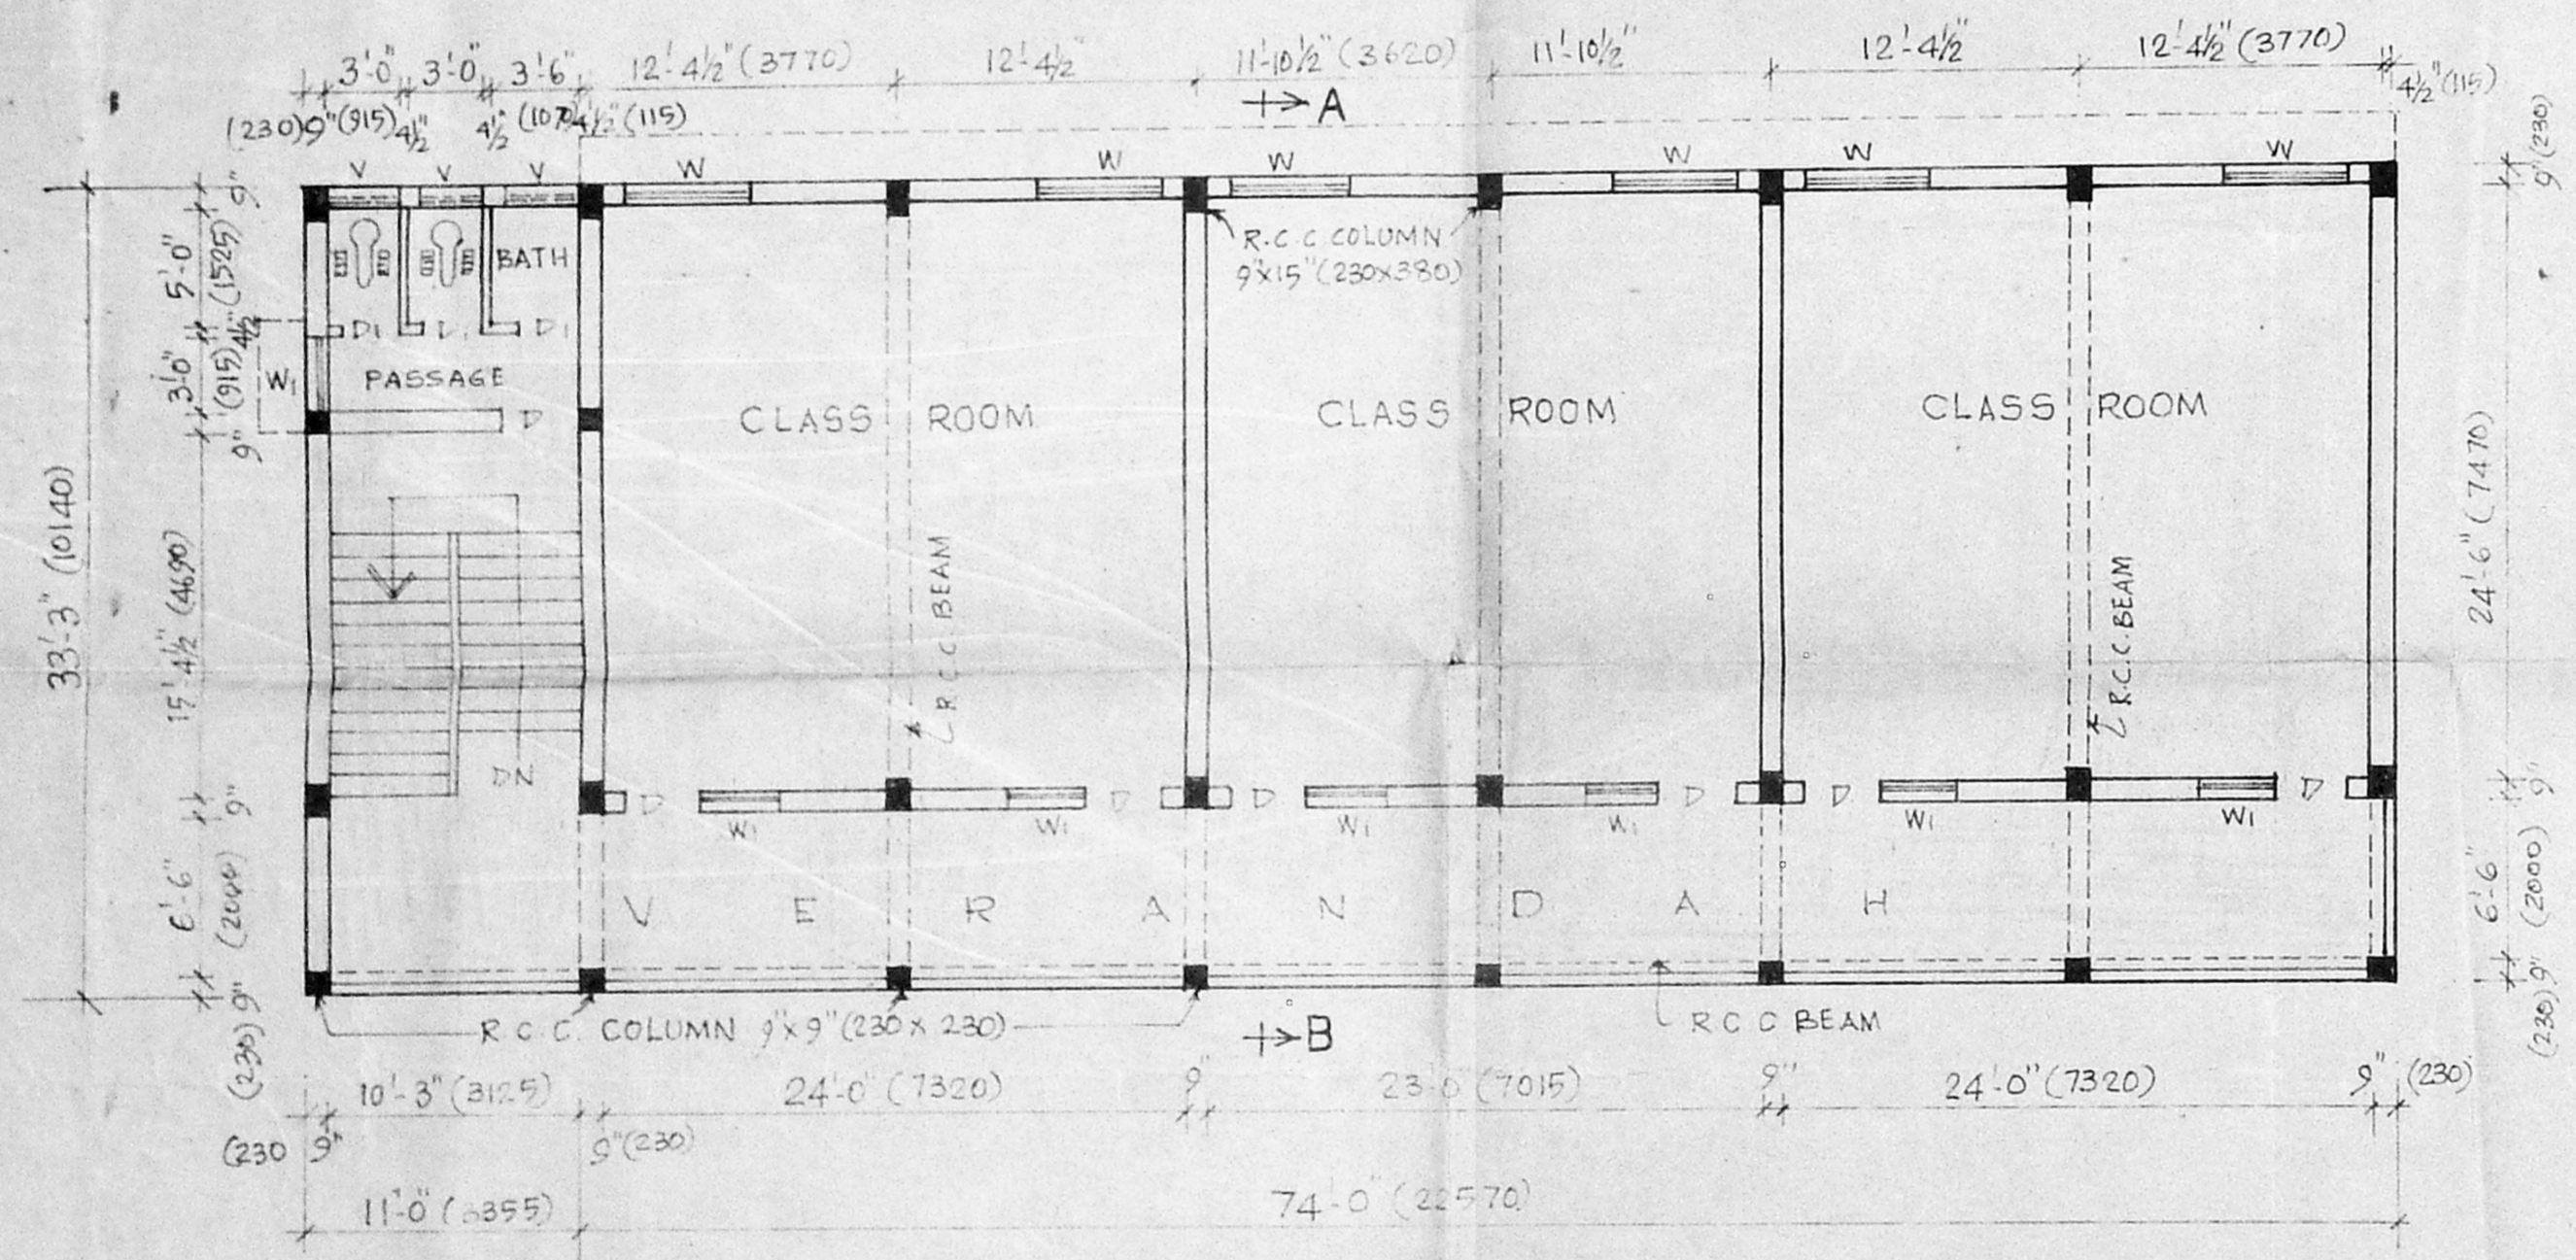 3'-0" 3'-0" 3'-6" 12'-4½" (3770) 12'-4½" 11'-10½" (3620) 11'-10½" 12'-4½" 12'-4½" (3770)
(230) 9" (915) 4½" 4½" (1070) 4½" (115) A 4½" (115)
V V V W W W W W W
9" 9" (230)
R.C.C COLUMN
9"x15" (230x380)
5'-0" (1525) BATH
4½" D1 D1 D1
3'-0" (915) W1 PASSAGE
9" D
CLASS ROOM CLASS ROOM CLASS ROOM
33'-3" (10140)
15'-4½" (4690)
24'-6" (7470)
R.C.C BEAM
R.C.C. BEAM
DN
9" D D D D D D 9"
W1 W1 W1 W1 W1 W1
6'-6" (2000) 6'-6" (2000)
V E R A N D A H
(230) 9" (230) 9"
R.C.C. COLUMN 9"x9" (230x230) B R C C BEAM
10'-3" (3125) 24'-0" (7320) 9" 23'-0" (7015) 9" 24'-0" (7320) 9" (230)
(230 9" 9" (230)
11'-0" (3355) 74'-0" (22570)